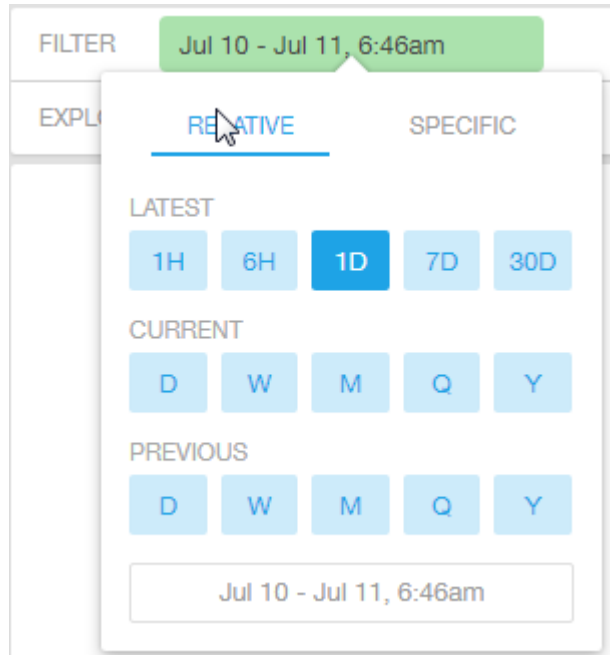 FILTER Jul 10 - Jul 11, 6:46am
EXPLO
RELATIVE SPECIFIC
LATEST
1H 6H 1D 7D 30D
CURRENT
D W M Q Y
PREVIOUS
D W M Q Y
Jul 10 - Jul 11, 6:46am